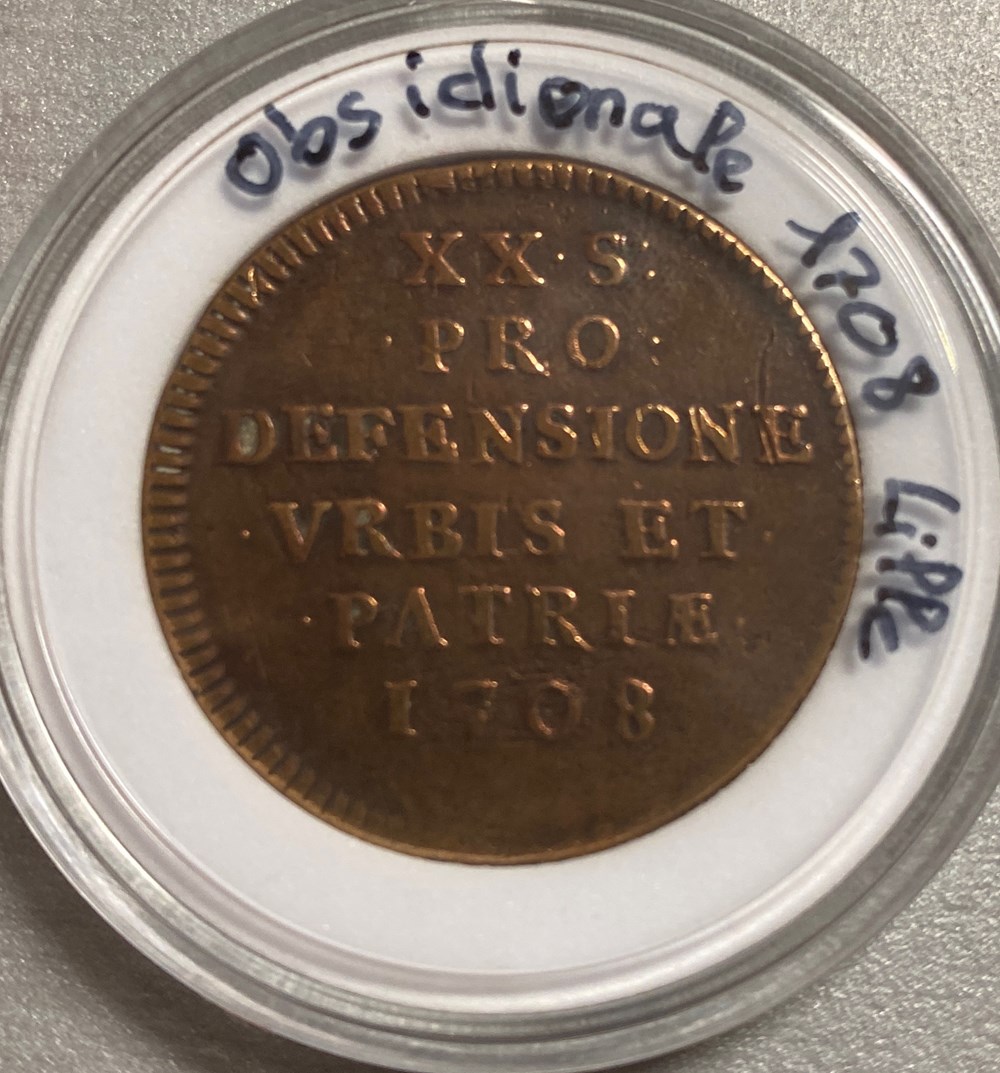 Obsidionale 1708 Lille
XX·S:
·PRO:
DEFENSIONE
·VRBIS ET·
·PATRIÆ·
1708